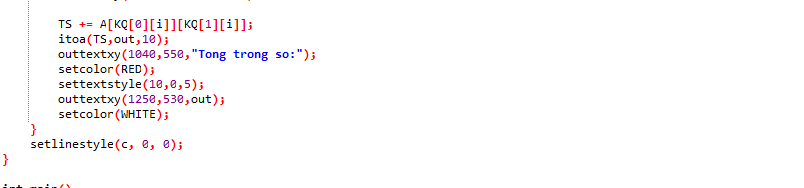 TS += A[KQ[0][i]][KQ[1][i]];
itoa(TS,out,10);
outtextxy(1040,550,"Tong trong so:");
setcolor(RED);
settextstyle(10,0,5);
outtextxy(1250,530,out);
setcolor(WHITE);
}
setlinestyle(c, 0, 0);
}